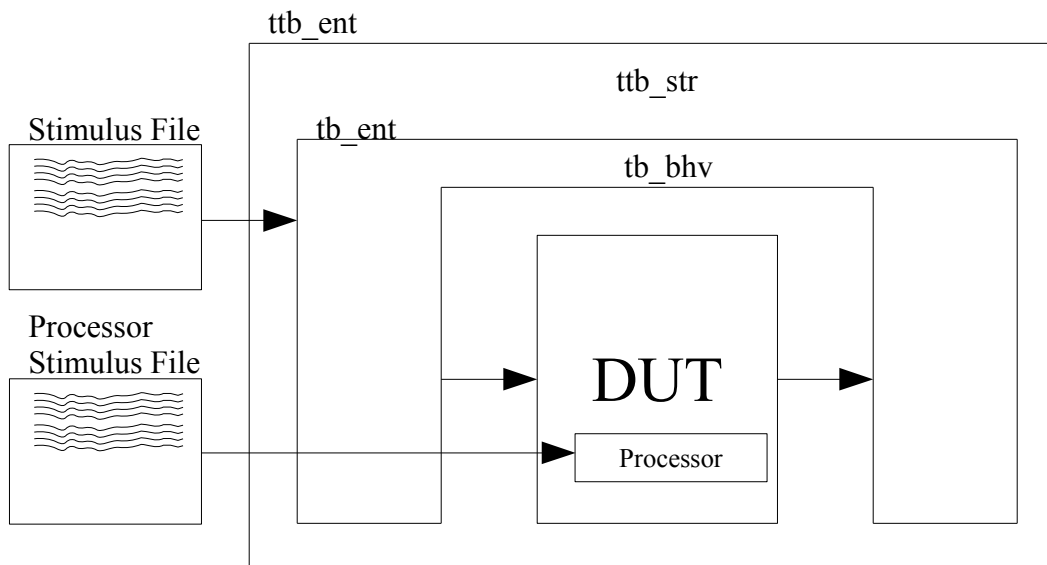 ttb_ent
ttb_str
Stimulus File
tb_ent
tb_bhv
Processor
Stimulus File
DUT
Processor